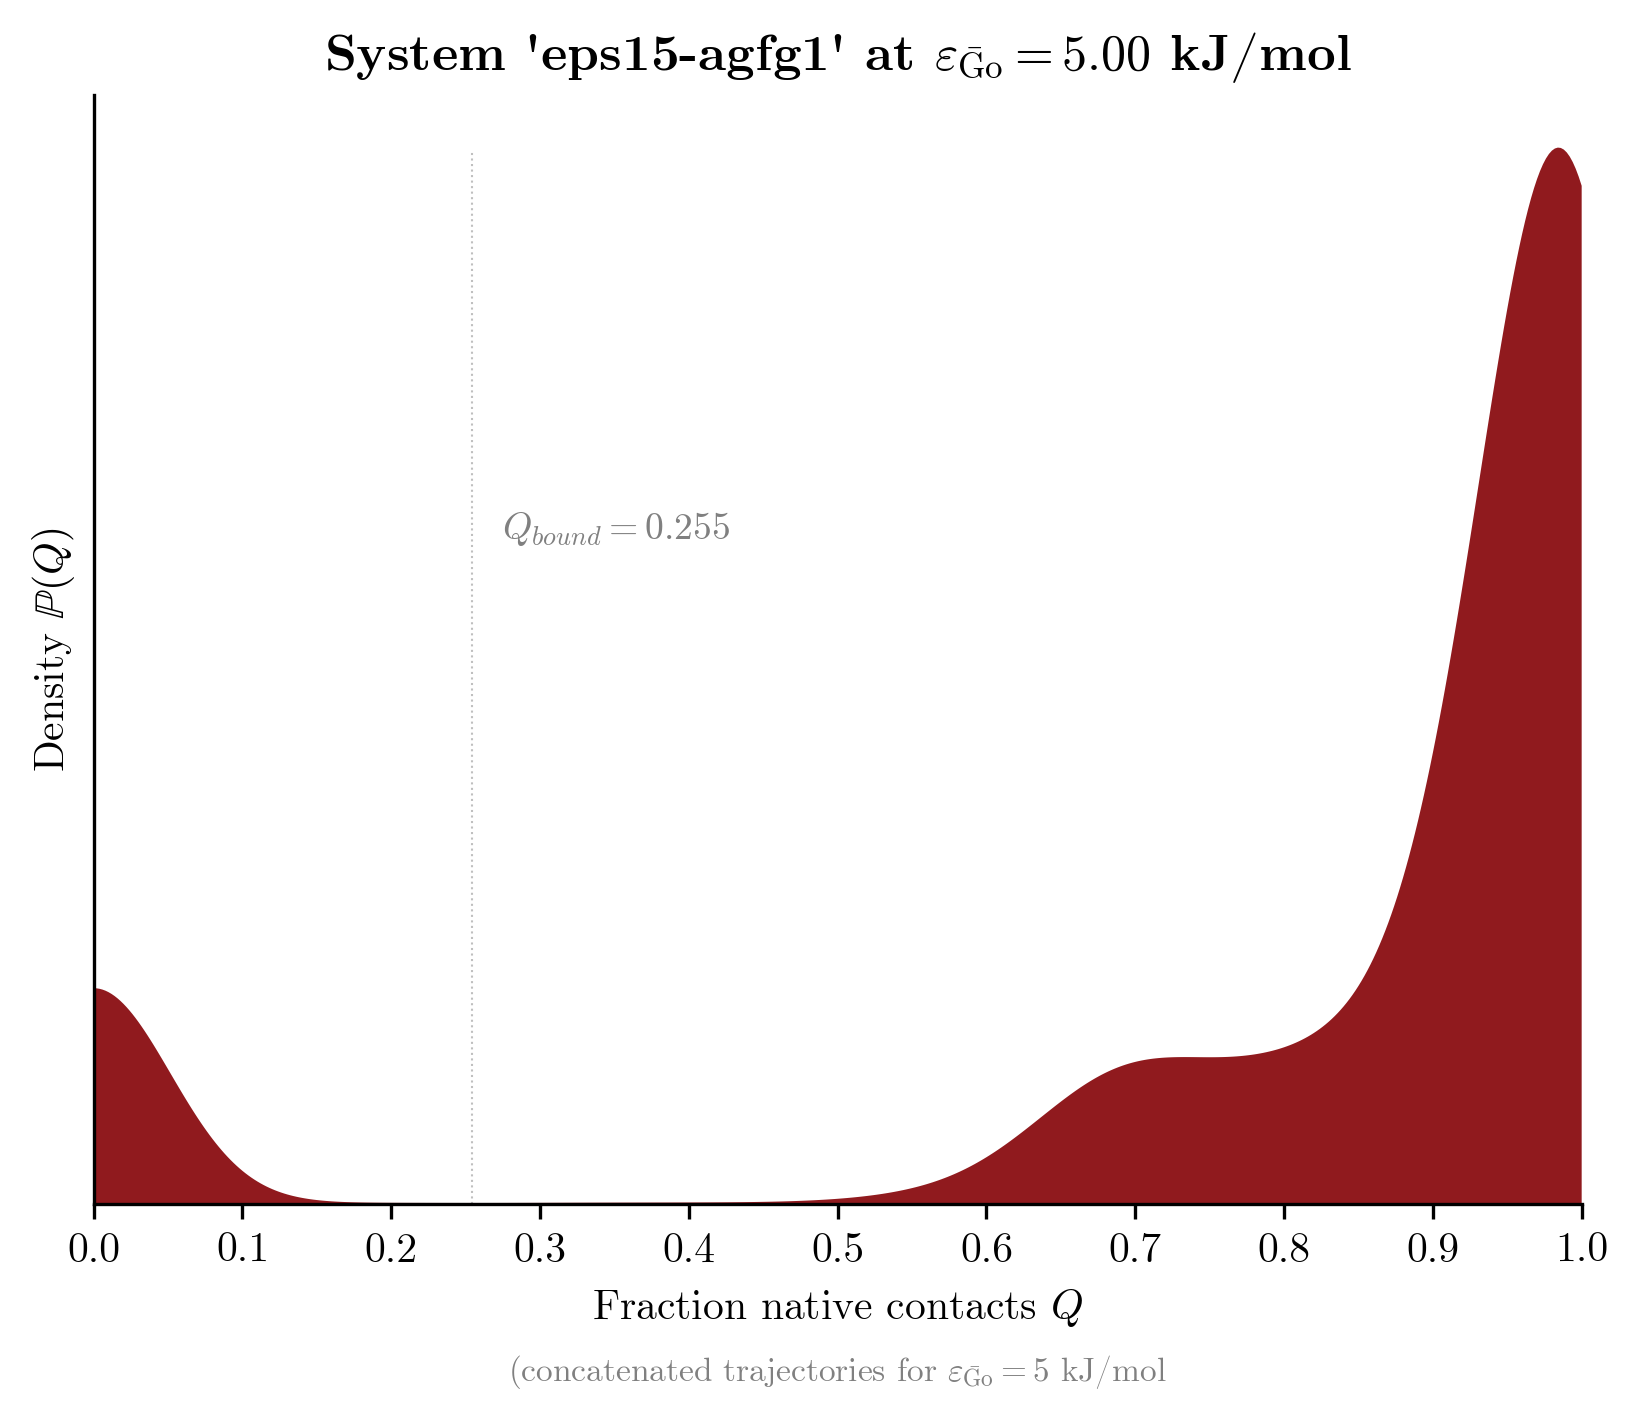 System 'eps15-agfg1' at ε_Ḡo = 5.00 kJ/mol
Density ℙ(Q)
Q_bound = 0.255
0.0 0.1 0.2 0.3 0.4 0.5 0.6 0.7 0.8 0.9 1.0
Fraction native contacts Q
(concatenated trajectories for ε_Ḡo = 5 kJ/mol